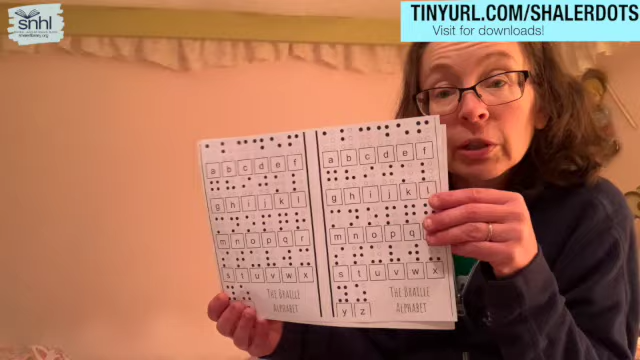 snhl
TINYURL.COM/SHALERDOTS
Visit for downloads!
a b c d e f
g h i j k l
m n o p q r
s t u v w x
THE BRAILLE
ALPHABET
a b c d e f
g h i j k l
m n o p q
s t u v w x
y z
THE BRAILLE
ALPHABET